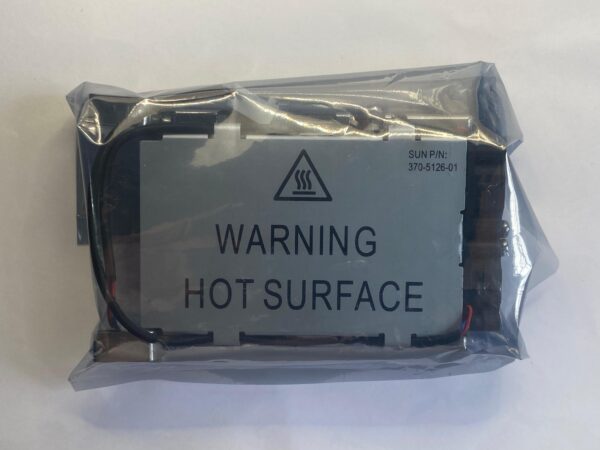 SUN P/N:
370-5126-01
WARNING
HOT SURFACE